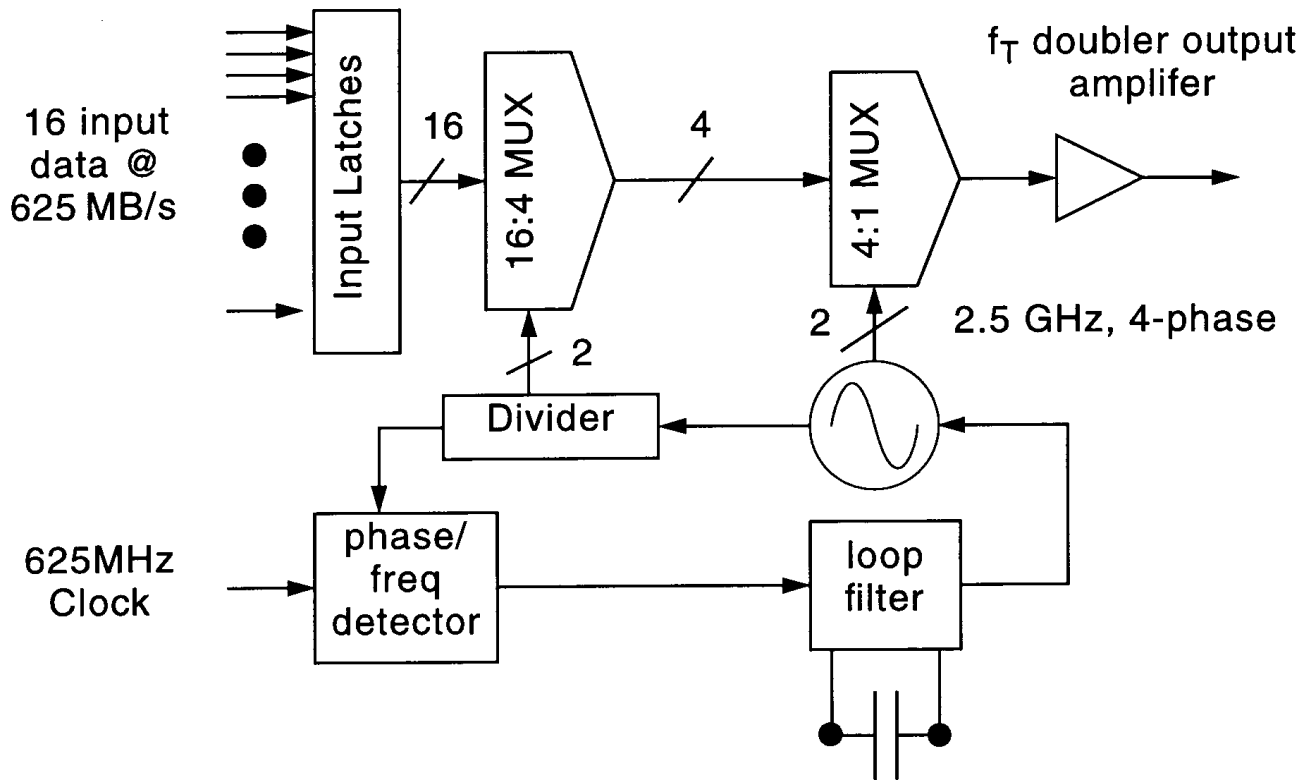 f_T doubler output
amplifer
16 input
data @
625 MB/s
Input Latches
16
16:4 MUX
4
4:1 MUX
2
2
2.5 GHz, 4-phase
Divider
625MHz
Clock
phase/
freq
detector
loop
filter